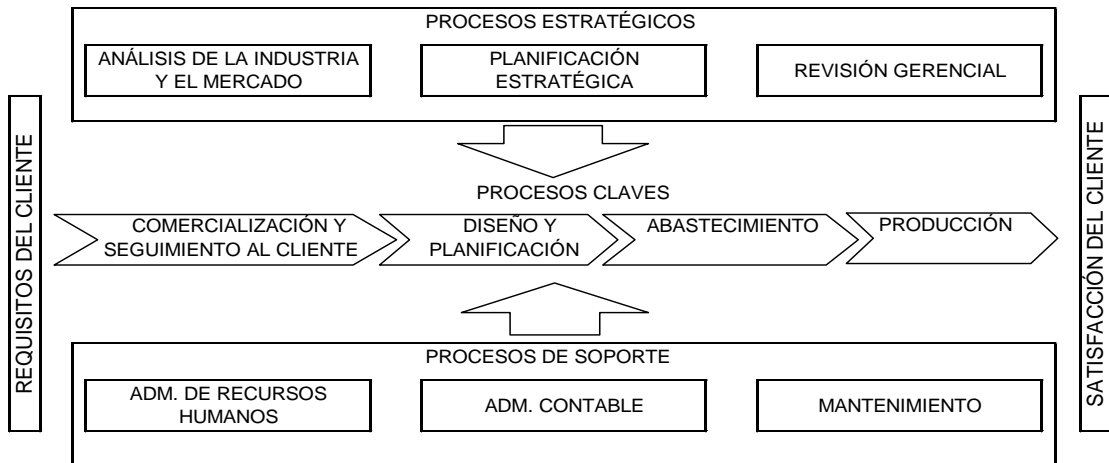 PROCESOS ESTRATÉGICOS
ANÁLISIS DE LA INDUSTRIA
Y EL MERCADO
PLANIFICACIÓN
ESTRATÉGICA
REVISIÓN GERENCIAL
REQUISITOS DEL CLIENTE
PROCESOS CLAVES
COMERCIALIZACIÓN Y
SEGUIMIENTO AL CLIENTE
DISEÑO Y
PLANIFICACIÓN
ABASTECIMIENTO
PRODUCCIÓN
SATISFACCIÓN DEL CLIENTE
PROCESOS DE SOPORTE
ADM. DE RECURSOS
HUMANOS
ADM. CONTABLE
MANTENIMIENTO